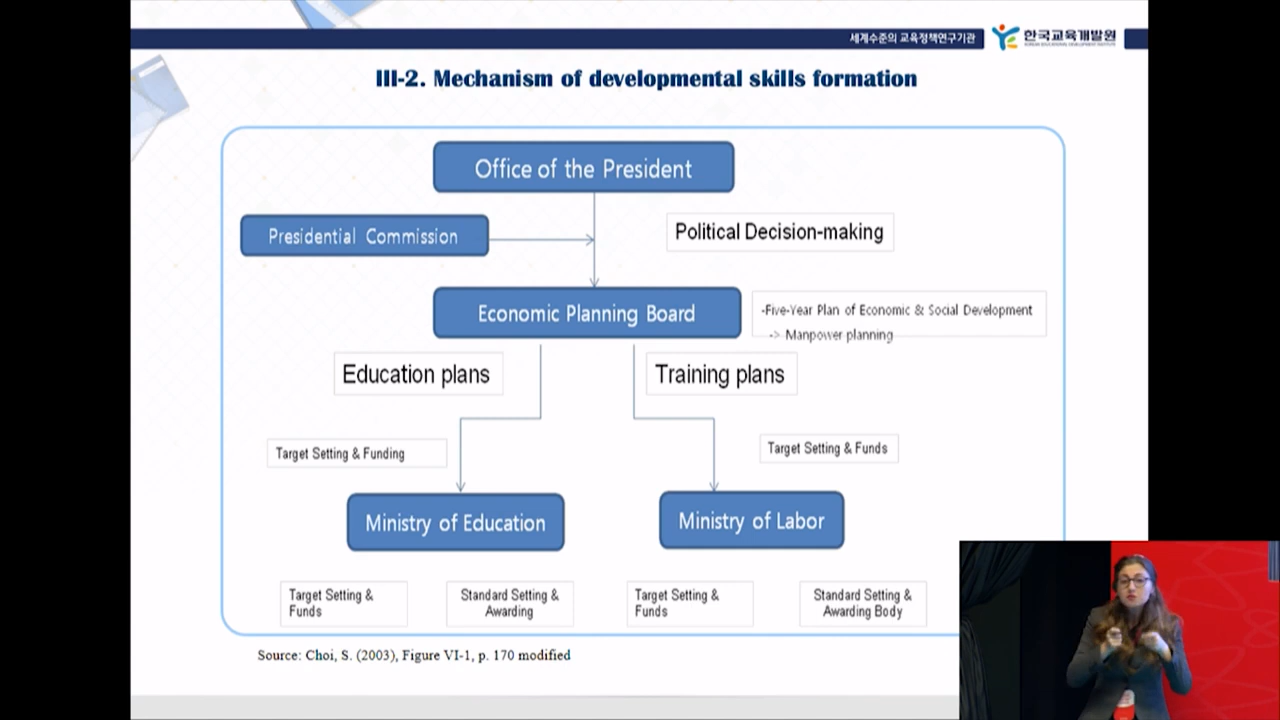 세계수준의 교육정책연구기관
한국교육개발원
KOREAN EDUCATIONAL DEVELOPMENT INSTITUTE
III-2. Mechanism of developmental skills formation
Office of the President
Presidential Commission
Political Decision-making
Economic Planning Board
-Five-Year Plan of Economic & Social Development
-> Manpower planning
Education plans
Training plans
Target Setting & Funding
Target Setting & Funds
Ministry of Education
Ministry of Labor
Target Setting &
Funds
Standard Setting &
Awarding
Target Setting &
Funds
Standard Setting &
Awarding Body
Source: Choi, S. (2003), Figure VI-1, p. 170 modified